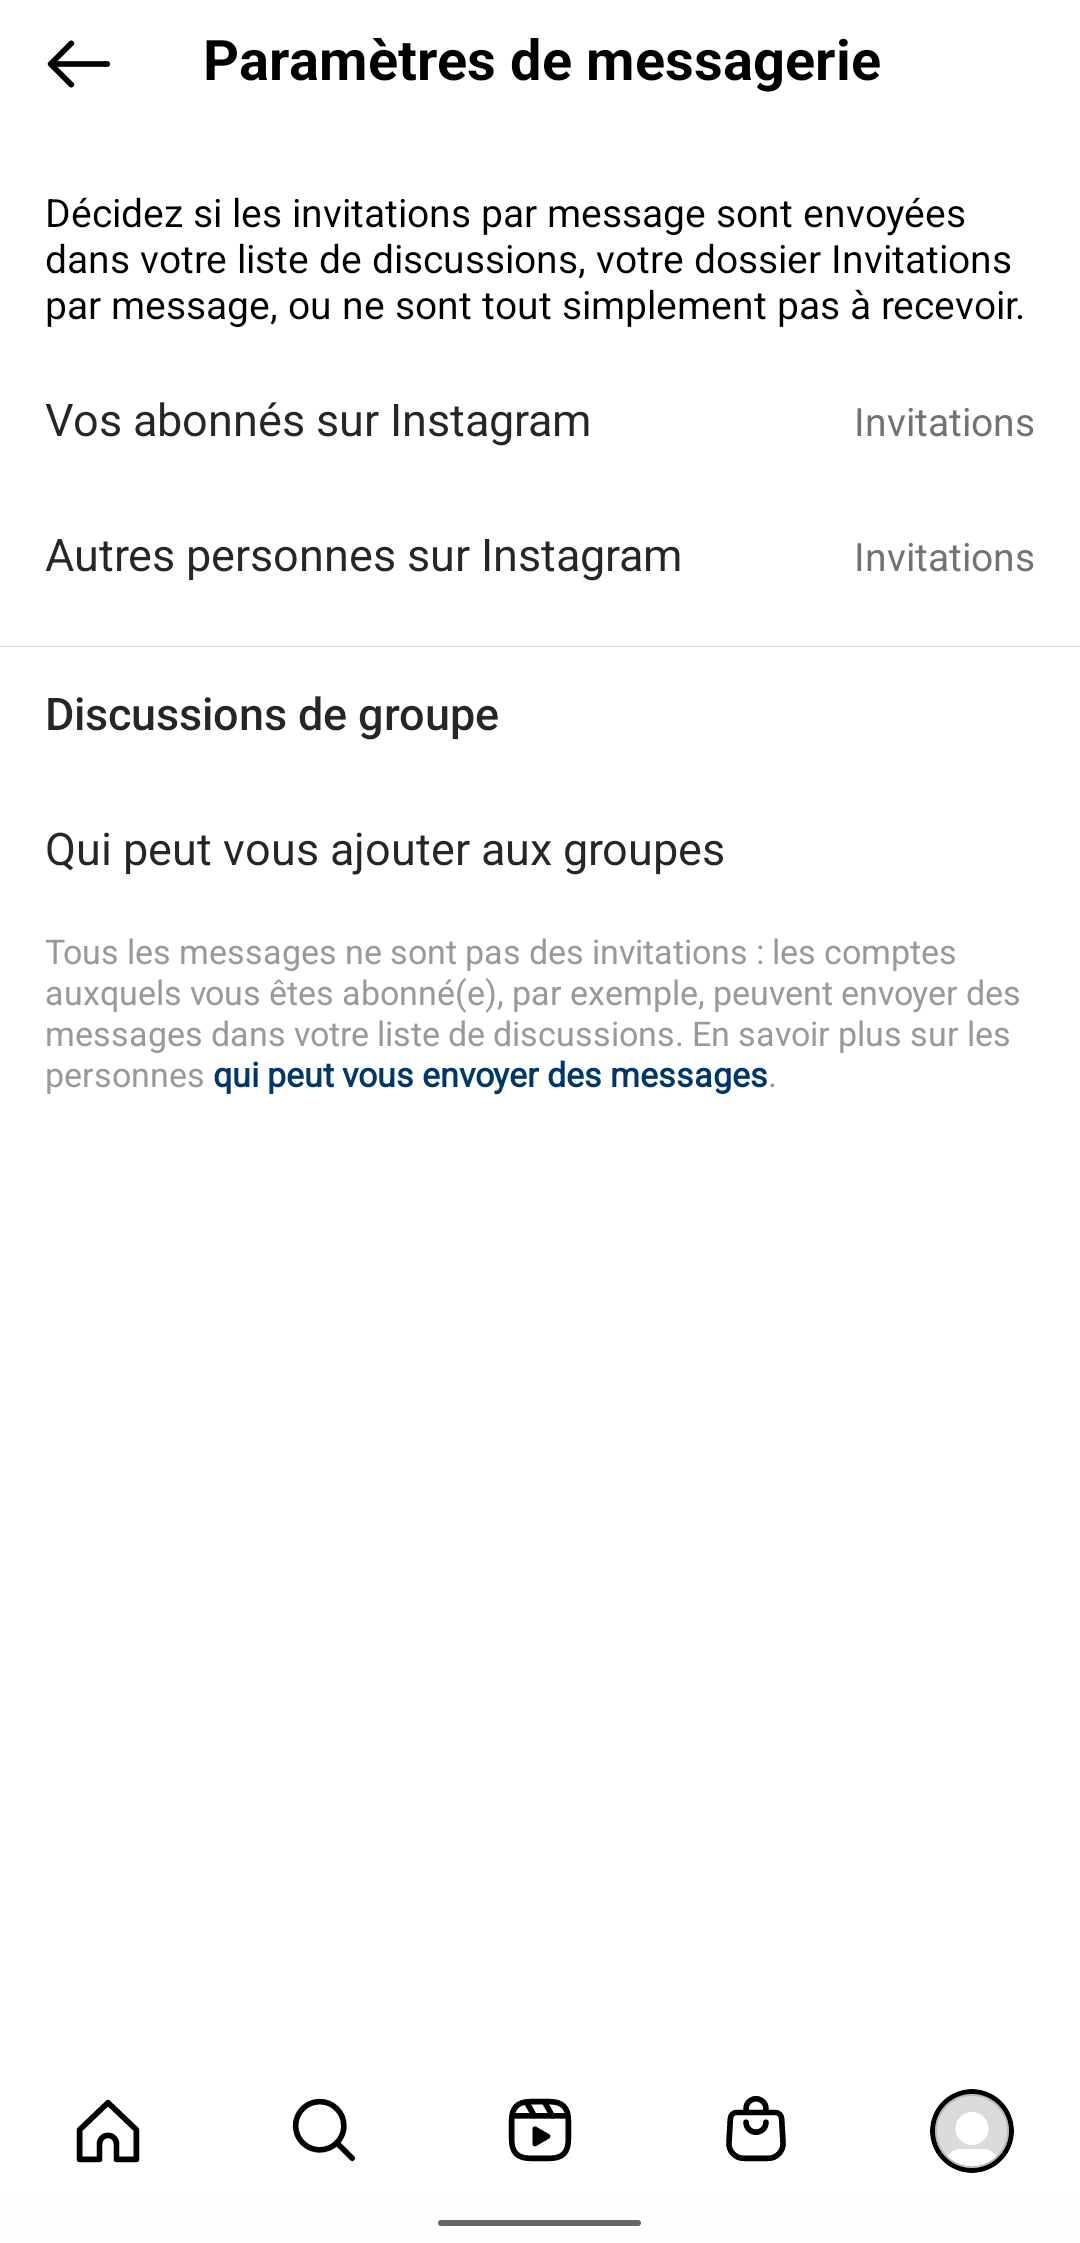 Paramètres de messagerie
Décidez si les invitations par message sont envoyées
dans votre liste de discussions, votre dossier Invitations
par message, ou ne sont tout simplement pas à recevoir.
Vos abonnés sur Instagram Invitations
Autres personnes sur Instagram Invitations
Discussions de groupe
Qui peut vous ajouter aux groupes
Tous les messages ne sont pas des invitations : les comptes
auxquels vous êtes abonné(e), par exemple, peuvent envoyer des
messages dans votre liste de discussions. En savoir plus sur les
personnes qui peut vous envoyer des messages.